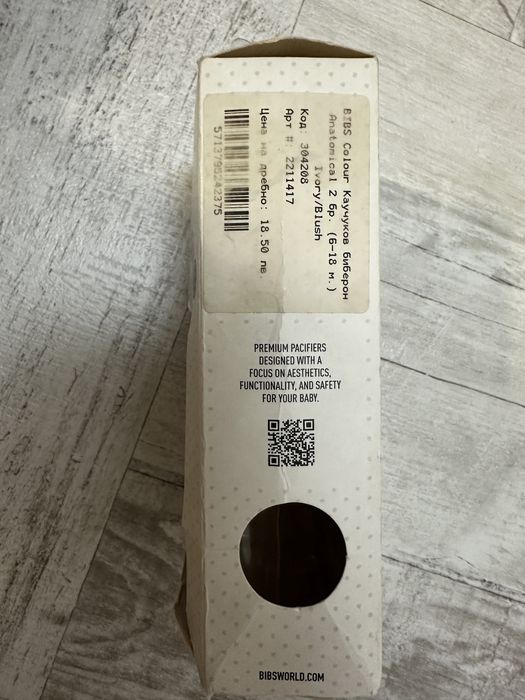 BIBS Colour Каучуков биберон
Anatomical 2 бр. (6-18 м.)
Ivory/Blush
Код: 304208
Арт #: 2211417
Цена на дребно: 18.50 лв.
5713795242375
PREMIUM PACIFIERS
DESIGNED WITH A
FOCUS ON AESTHETICS,
FUNCTIONALITY, AND SAFETY
FOR YOUR BABY.
BIBSWORLD.COM